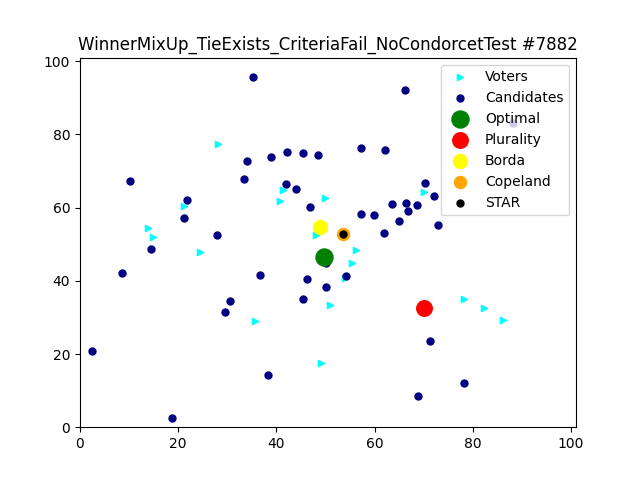 WinnerMixUp_TieExists_CriteriaFail_NoCondorcetTest #7882
100
80
60
40
20
0
0
20
40
60
80
100
Voters
Candidates
Optimal
Plurality
Borda
Copeland
STAR